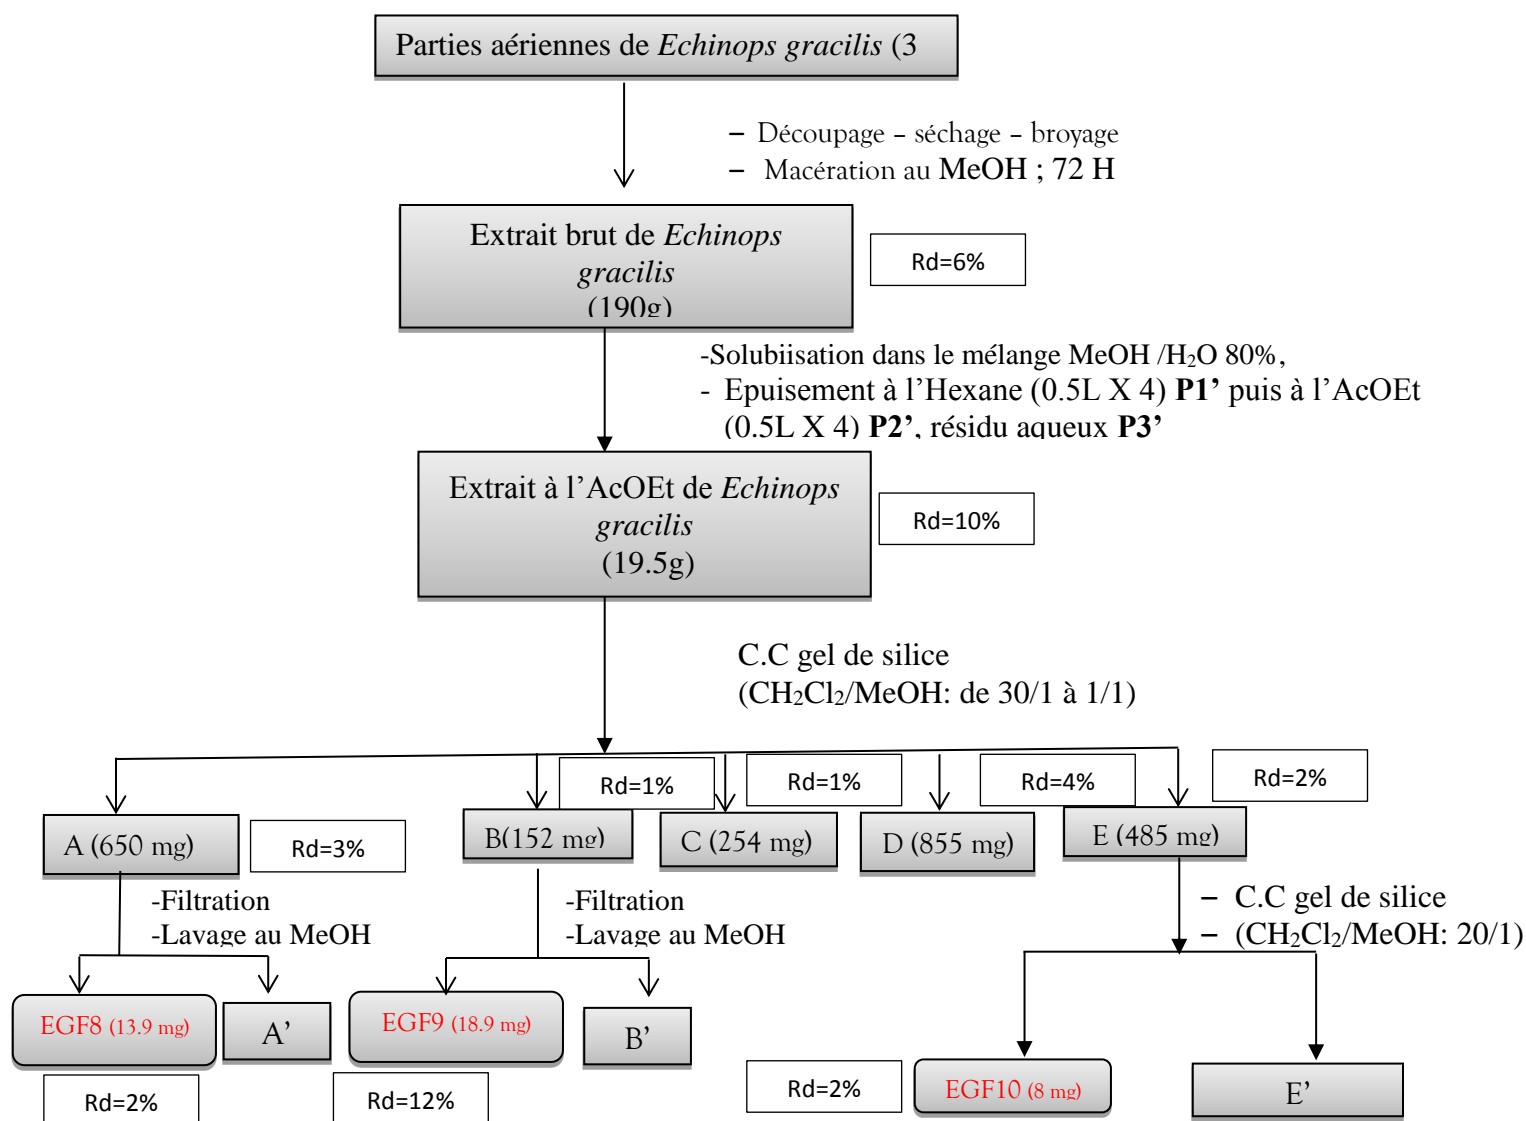 Parties aériennes de Echinops gracilis (3
– Découpage – séchage – broyage
– Macération au MeOH ; 72 H
Extrait brut de Echinops
gracilis
(190g)
Rd=6%
-Solubiisation dans le mélange MeOH /H₂O 80%,
- Epuisement à l’Hexane (0.5L X 4) P1’ puis à l’AcOEt
(0.5L X 4) P2’, résidu aqueux P3’
Extrait à l’AcOEt de Echinops
gracilis
(19.5g)
Rd=10%
C.C gel de silice
(CH₂Cl₂/MeOH: de 30/1 à 1/1)
A (650 mg)
Rd=3%
B(152 mg)
Rd=1%
C (254 mg)
Rd=1%
D (855 mg)
Rd=4%
E (485 mg)
Rd=2%
-Filtration
-Lavage au MeOH
-Filtration
-Lavage au MeOH
– C.C gel de silice
– (CH₂Cl₂/MeOH: 20/1)
EGF8 (13.9 mg)
A’
EGF9 (18.9 mg)
B’
EGF10 (8 mg)
E’
Rd=2%
Rd=12%
Rd=2%